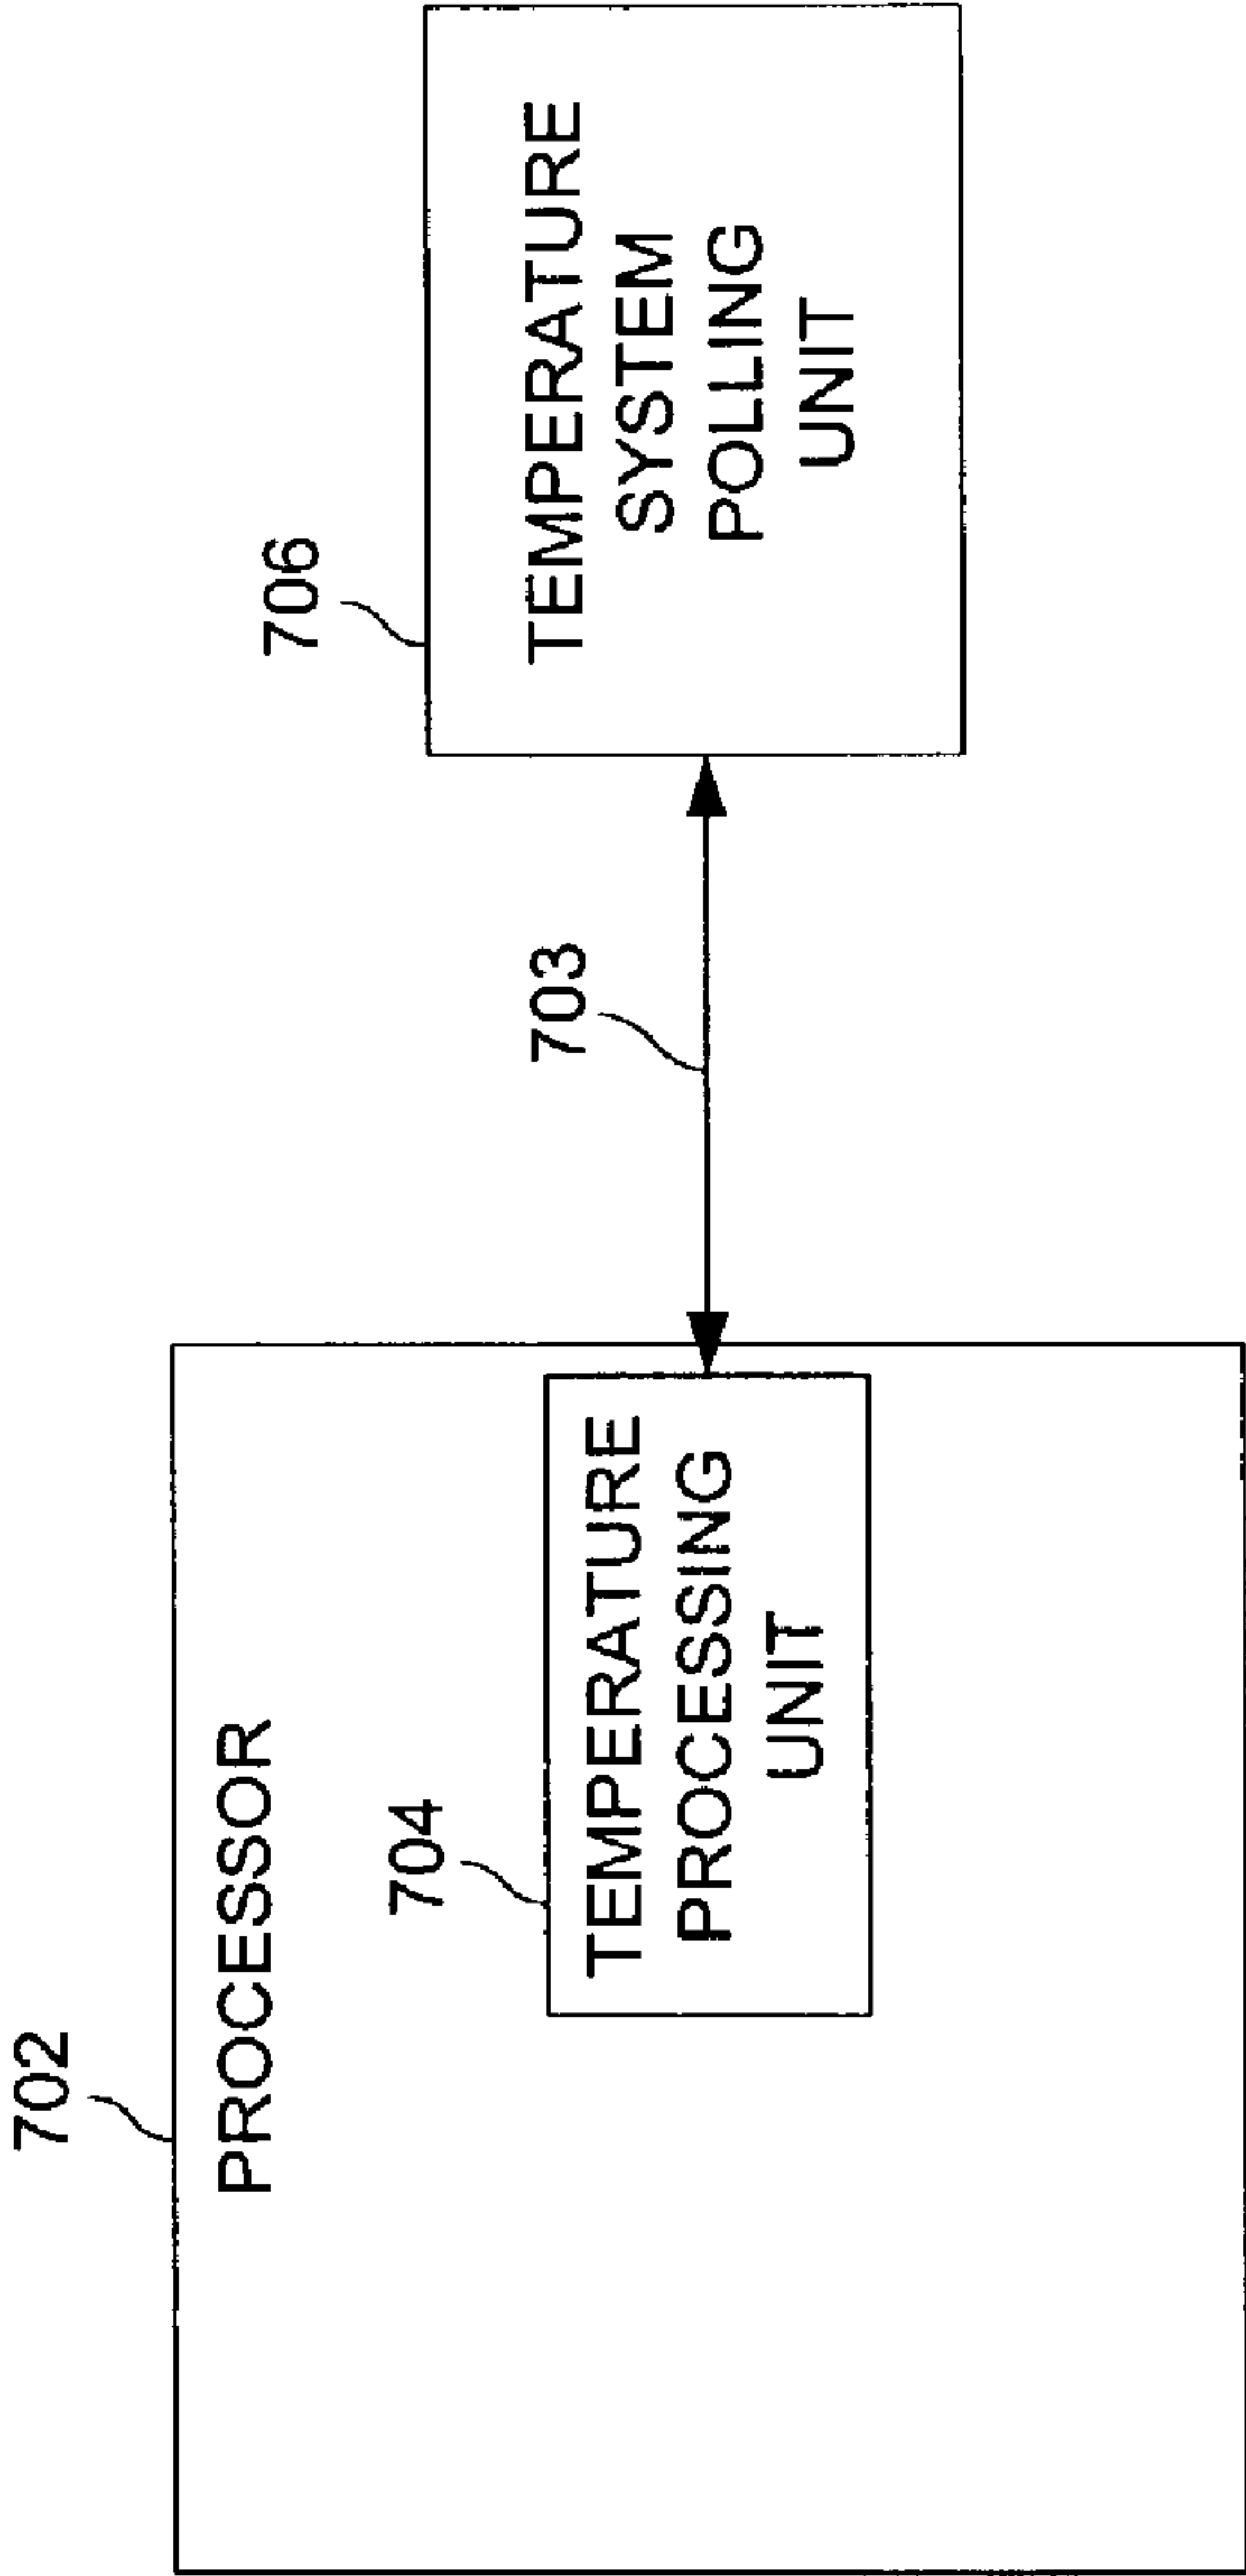 702
PROCESSOR
704
TEMPERATURE
PROCESSING
UNIT
703
706
TEMPERATURE
SYSTEM
POLLING
UNIT